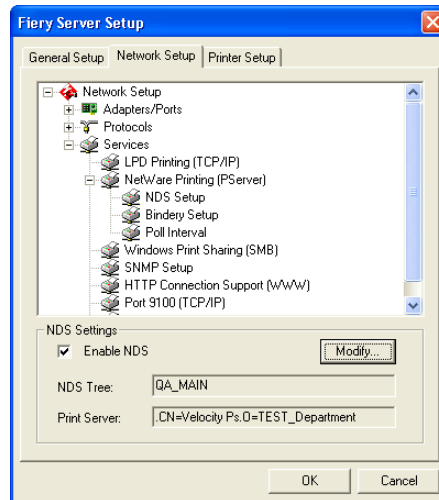 Fiery Server Setup
General Setup Network Setup Printer Setup
Network Setup
Adapters/Ports
Protocols
Services
LPD Printing (TCP/IP)
NetWare Printing (PServer)
NDS Setup
Bindery Setup
Poll Interval
Windows Print Sharing (SMB)
SNMP Setup
HTTP Connection Support (WWW)
Port 9100 (TCP/IP)
NDS Settings
Enable NDS Modify...
NDS Tree: QA_MAIN
Print Server: .CN=Velocity Ps.O=TEST_Department
OK Cancel